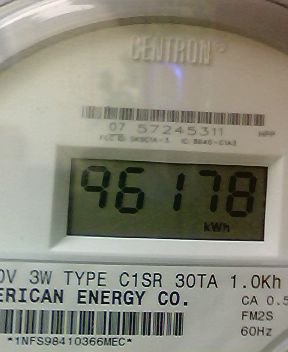 CENTRON®
07 57245311 HPP
96178
kWh
0V 3W TYPE C1SR 30TA 1.0Kh
ERICAN ENERGY CO. CA 0.5
FM2S
*1NFS98410366MEC* 60Hz